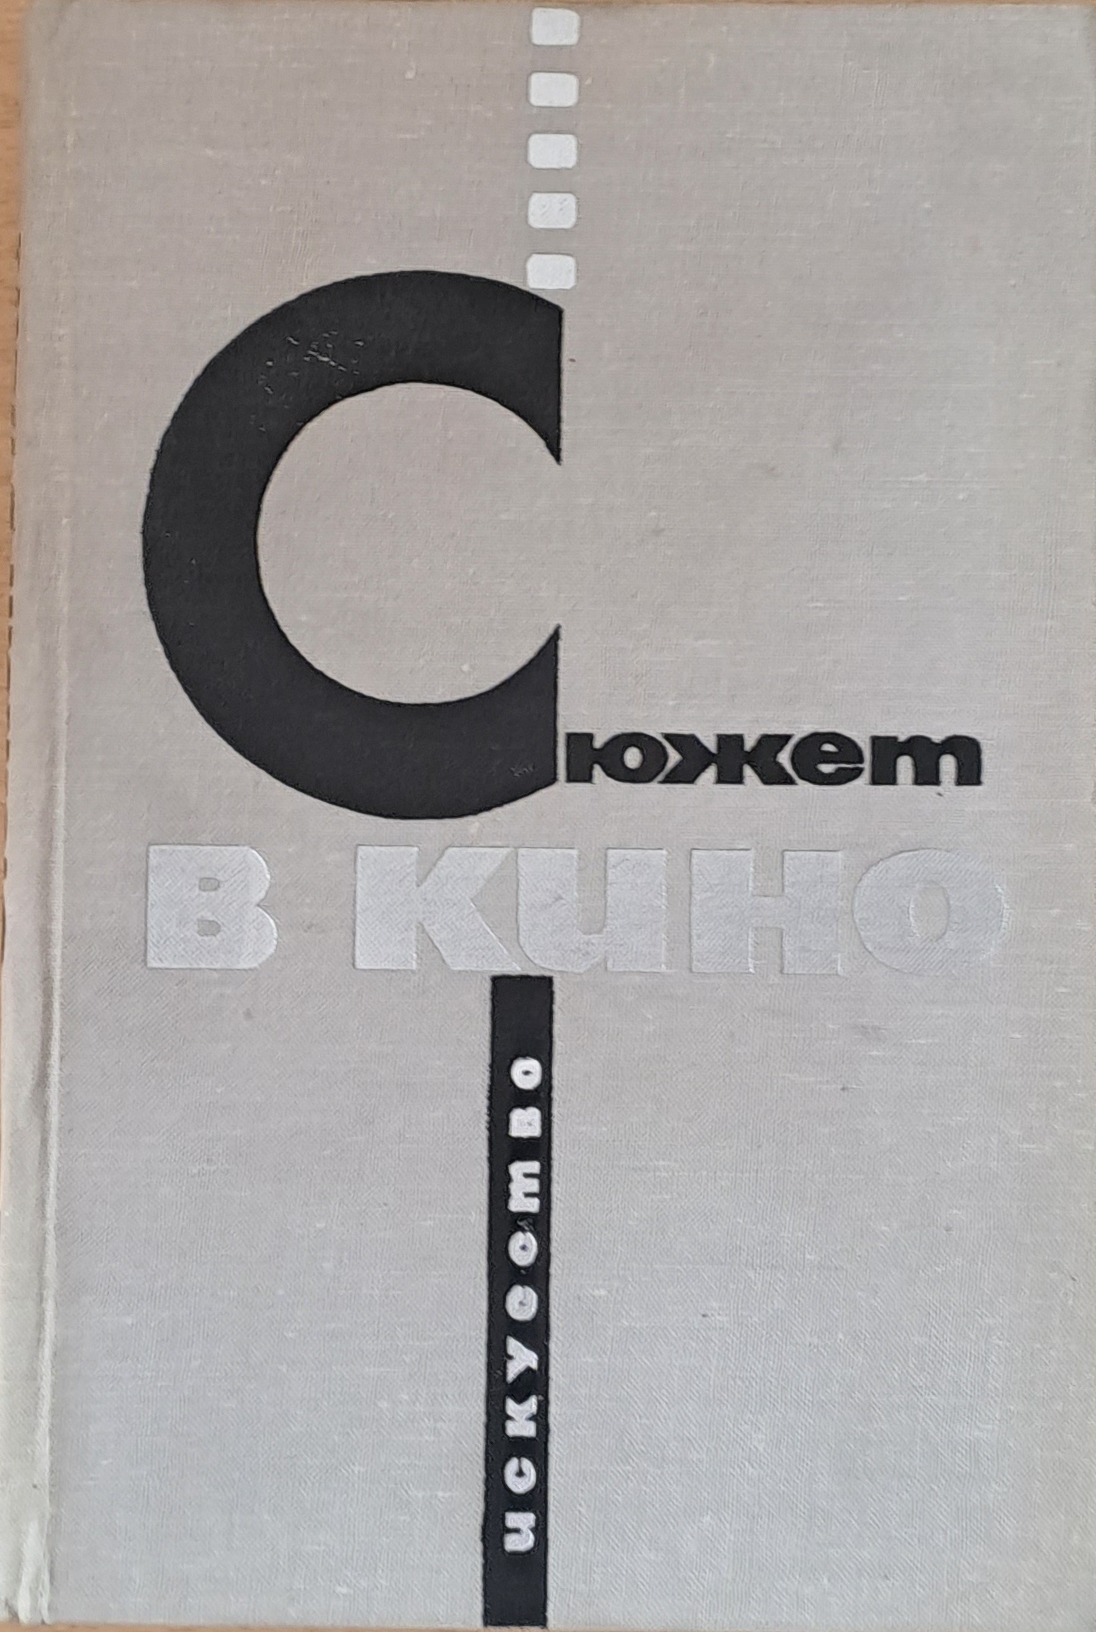 Сюжет
в кино
искусство